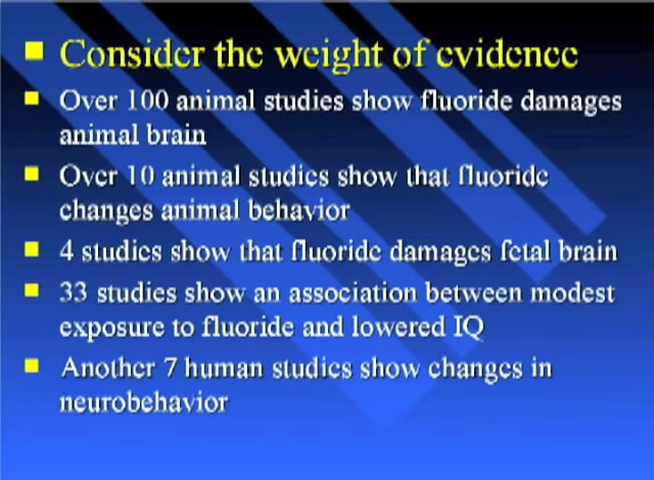 Consider the weight of evidence
Over 100 animal studies show fluoride damages
animal brain
Over 10 animal studies show that fluoride
changes animal behavior
4 studies show that fluoride damages fetal brain
33 studies show an association between modest
exposure to fluoride and lowered IQ
Another 7 human studies show changes in
neurobehavior